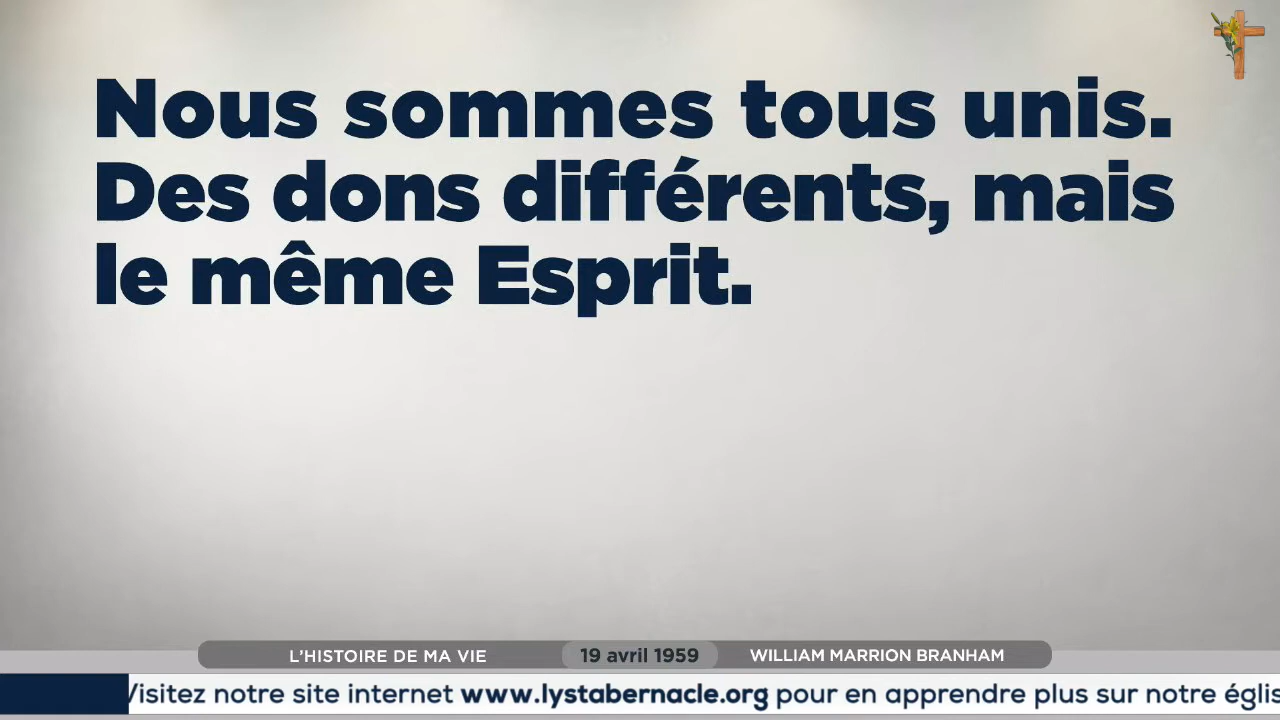 Nous sommes tous unis.
Des dons différents, mais
le même Esprit.
L'HISTOIRE DE MA VIE 19 avril 1959 WILLIAM MARRION BRANHAM
Visitez notre site internet www.lystabernacle.org pour en apprendre plus sur notre églis